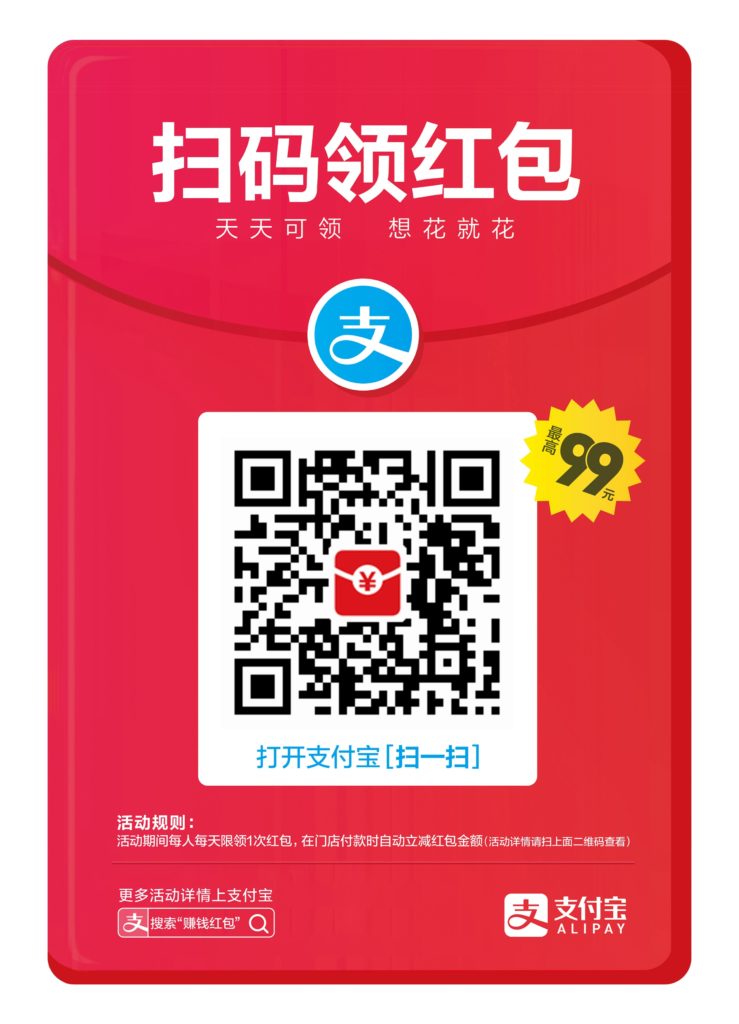 扫码领红包
天天可领 想花就花
支
最高99元
¥
打开支付宝[扫一扫]
活动规则：
活动期间每人每天限领1次红包，在门店付款时自动立减红包金额(活动详情请扫上面二维码查看)
更多活动详情上支付宝
支 搜索“赚钱红包”
支 支付宝
ALIPAY